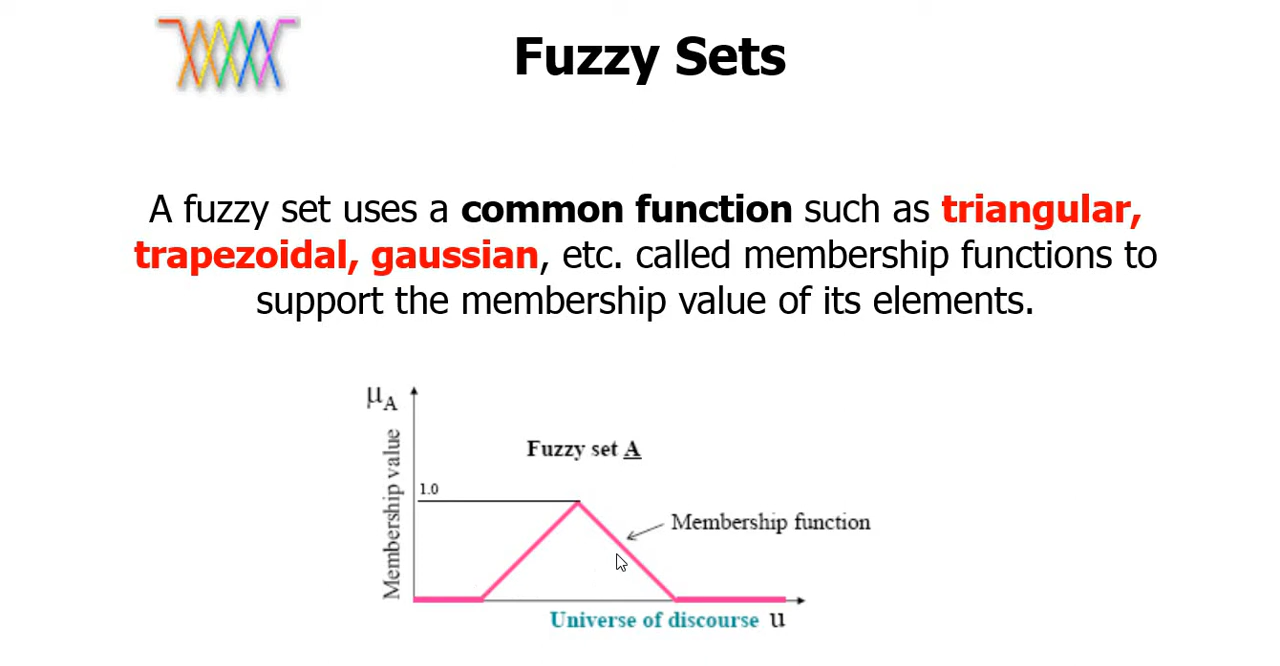 Fuzzy Sets
A fuzzy set uses a common function such as triangular,
trapezoidal, gaussian, etc. called membership functions to
support the membership value of its elements.
μA
Membership value
Fuzzy set A
1.0
Membership function
Universe of discourse u